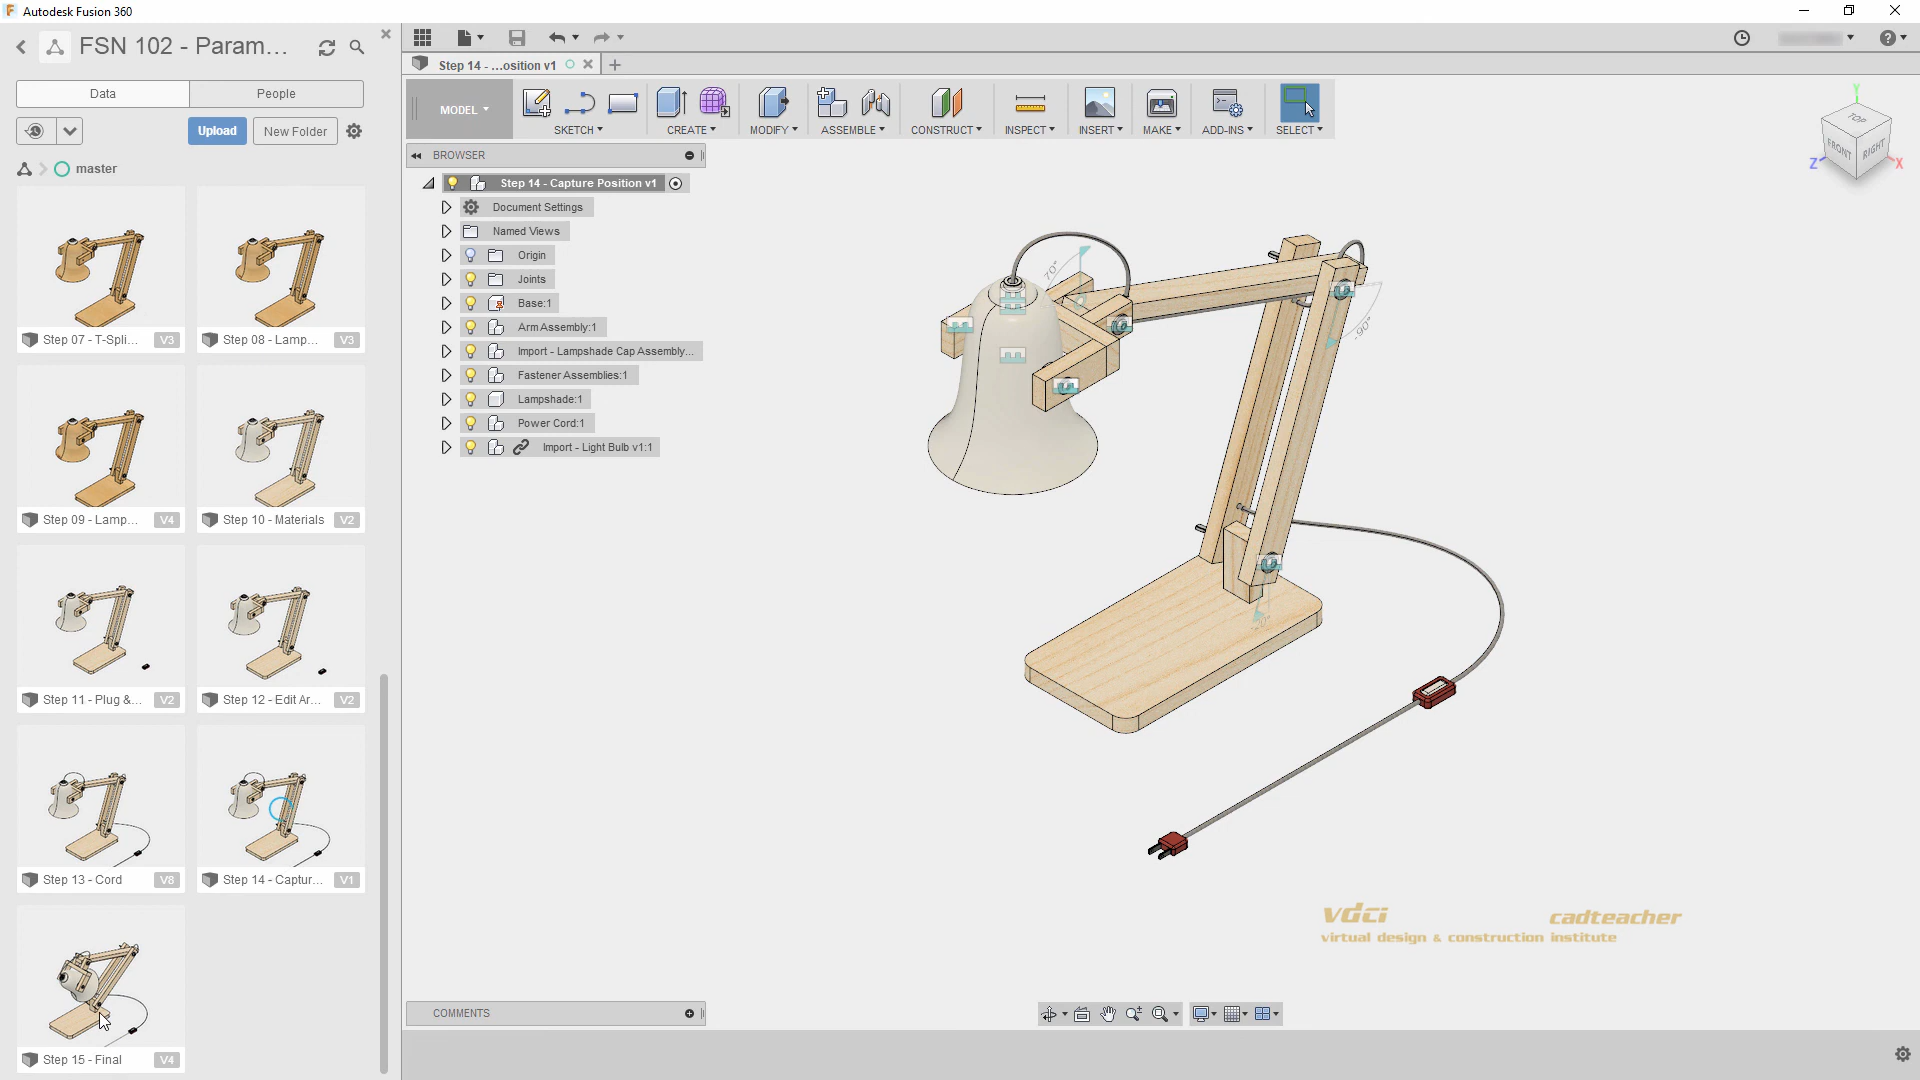 Autodesk Fusion 360
FSN 102 - Param...
Data
People
Upload
New Folder
master
Step 07 - T-Spli...
V3
Step 08 - Lamp...
V3
Step 09 - Lamp...
V4
Step 10 - Materials
V2
Step 11 - Plug &...
V2
Step 12 - Edit Ar...
V2
Step 13 - Cord
V8
Step 14 - Captur...
V1
Step 15 - Final
V4
Step 14 - ...osition v1
MODEL
SKETCH
CREATE
MODIFY
ASSEMBLE
CONSTRUCT
INSPECT
INSERT
MAKE
ADD-INS
SELECT
BROWSER
Step 14 - Capture Position v1
Document Settings
Named Views
Origin
Joints
Base:1
Arm Assembly:1
Import - Lampshade Cap Assembly...
Fastener Assemblies:1
Lampshade:1
Power Cord:1
Import - Light Bulb v1:1
Y
TOP
FRONT
RIGHT
Z
X
70°
-90°
vdci
cadteacher
virtual design & construction institute
COMMENTS